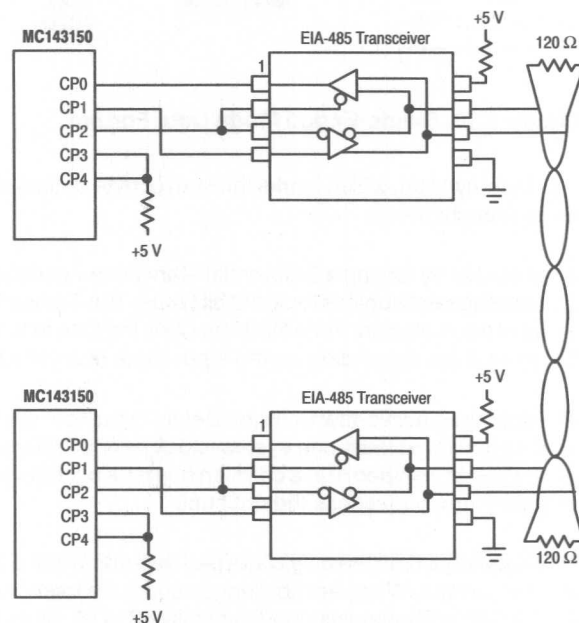 +5 V
MC143150
EIA-485 Transceiver
120 Ω
1
CP0
CP1
CP2
CP3
CP4
+5 V
+5 V
MC143150
EIA-485 Transceiver
1
CP0
CP1
CP2
CP3
CP4
120 Ω
+5 V